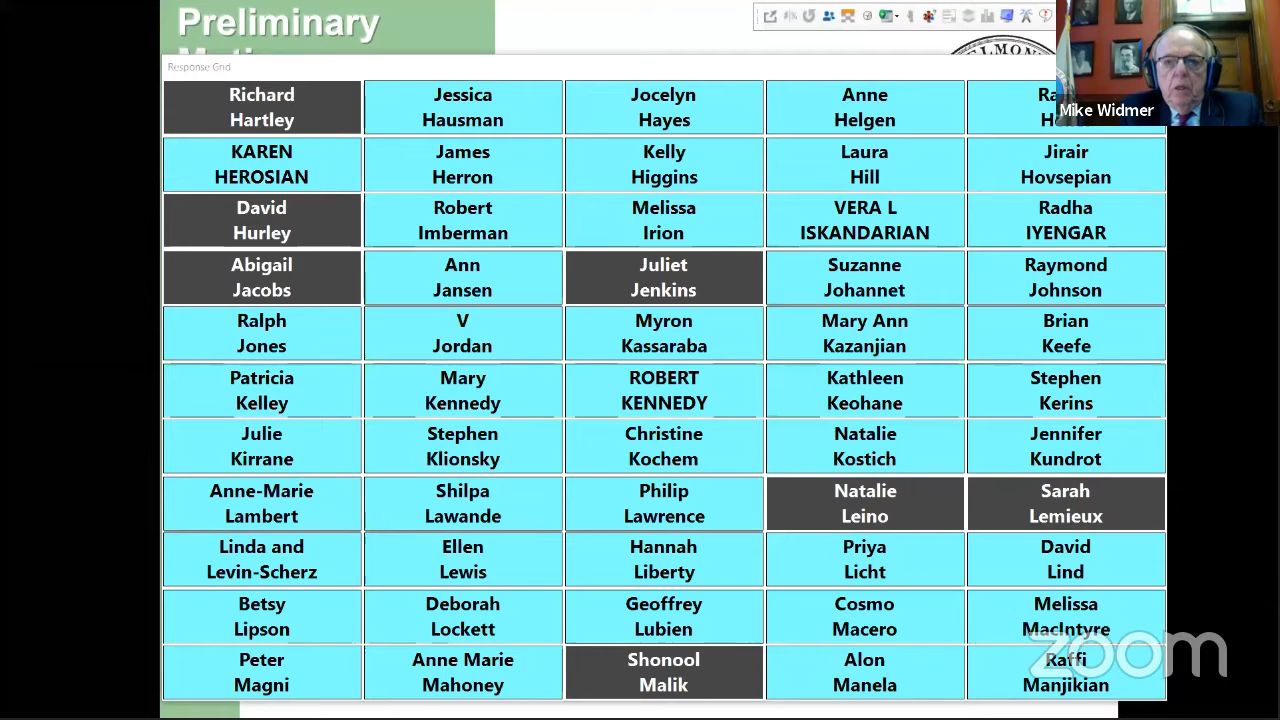 Preliminary
Response Grid
Mike Widmer
Richard Hartley
Jessica Hausman
Jocelyn Hayes
Anne Helgen
KAREN HEROSIAN
James Herron
Kelly Higgins
Laura Hill
Jirair Hovsepian
David Hurley
Robert Imberman
Melissa Irion
VERA L ISKANDARIAN
Radha IYENGAR
Abigail Jacobs
Ann Jansen
Juliet Jenkins
Suzanne Johannet
Raymond Johnson
Ralph Jones
V Jordan
Myron Kassaraba
Mary Ann Kazanjian
Brian Keefe
Patricia Kelley
Mary Kennedy
ROBERT KENNEDY
Kathleen Keohane
Stephen Kerins
Julie Kirrane
Stephen Klionsky
Christine Kochem
Natalie Kostich
Jennifer Kundrot
Anne-Marie Lambert
Shilpa Lawande
Philip Lawrence
Natalie Leino
Sarah Lemieux
Linda and Levin-Scherz
Ellen Lewis
Hannah Liberty
Priya Licht
David Lind
Betsy Lipson
Deborah Lockett
Geoffrey Lubien
Cosmo Macero
Melissa MacIntyre
Peter Magni
Anne Marie Mahoney
Shonool Malik
Alon Manela
Raffi Manjikian
zoom